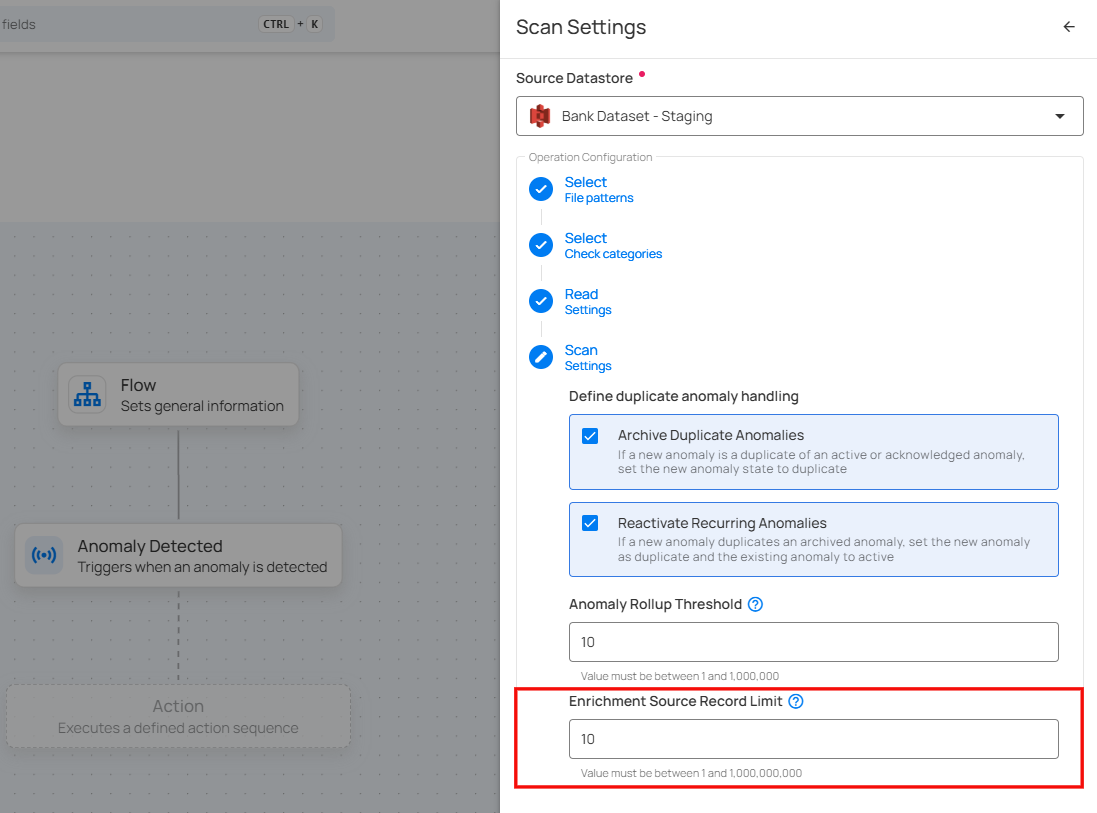 fields
CTRL + K
Flow
Sets general information
Anomaly Detected
Triggers when an anomaly is detected
Action
Executes a defined action sequence
Scan Settings
Source Datastore
Bank Dataset - Staging
Operation Configuration
Select
File patterns
Select
Check categories
Read
Settings
Scan
Settings
Define duplicate anomaly handling
Archive Duplicate Anomalies
If a new anomaly is a duplicate of an active or acknowledged anomaly,
set the new anomaly state to duplicate
Reactivate Recurring Anomalies
If a new anomaly duplicates an archived anomaly, set the new anomaly
as duplicate and the existing anomaly to active
Anomaly Rollup Threshold
10
Value must be between 1 and 1,000,000
Enrichment Source Record Limit
10
Value must be between 1 and 1,000,000,000